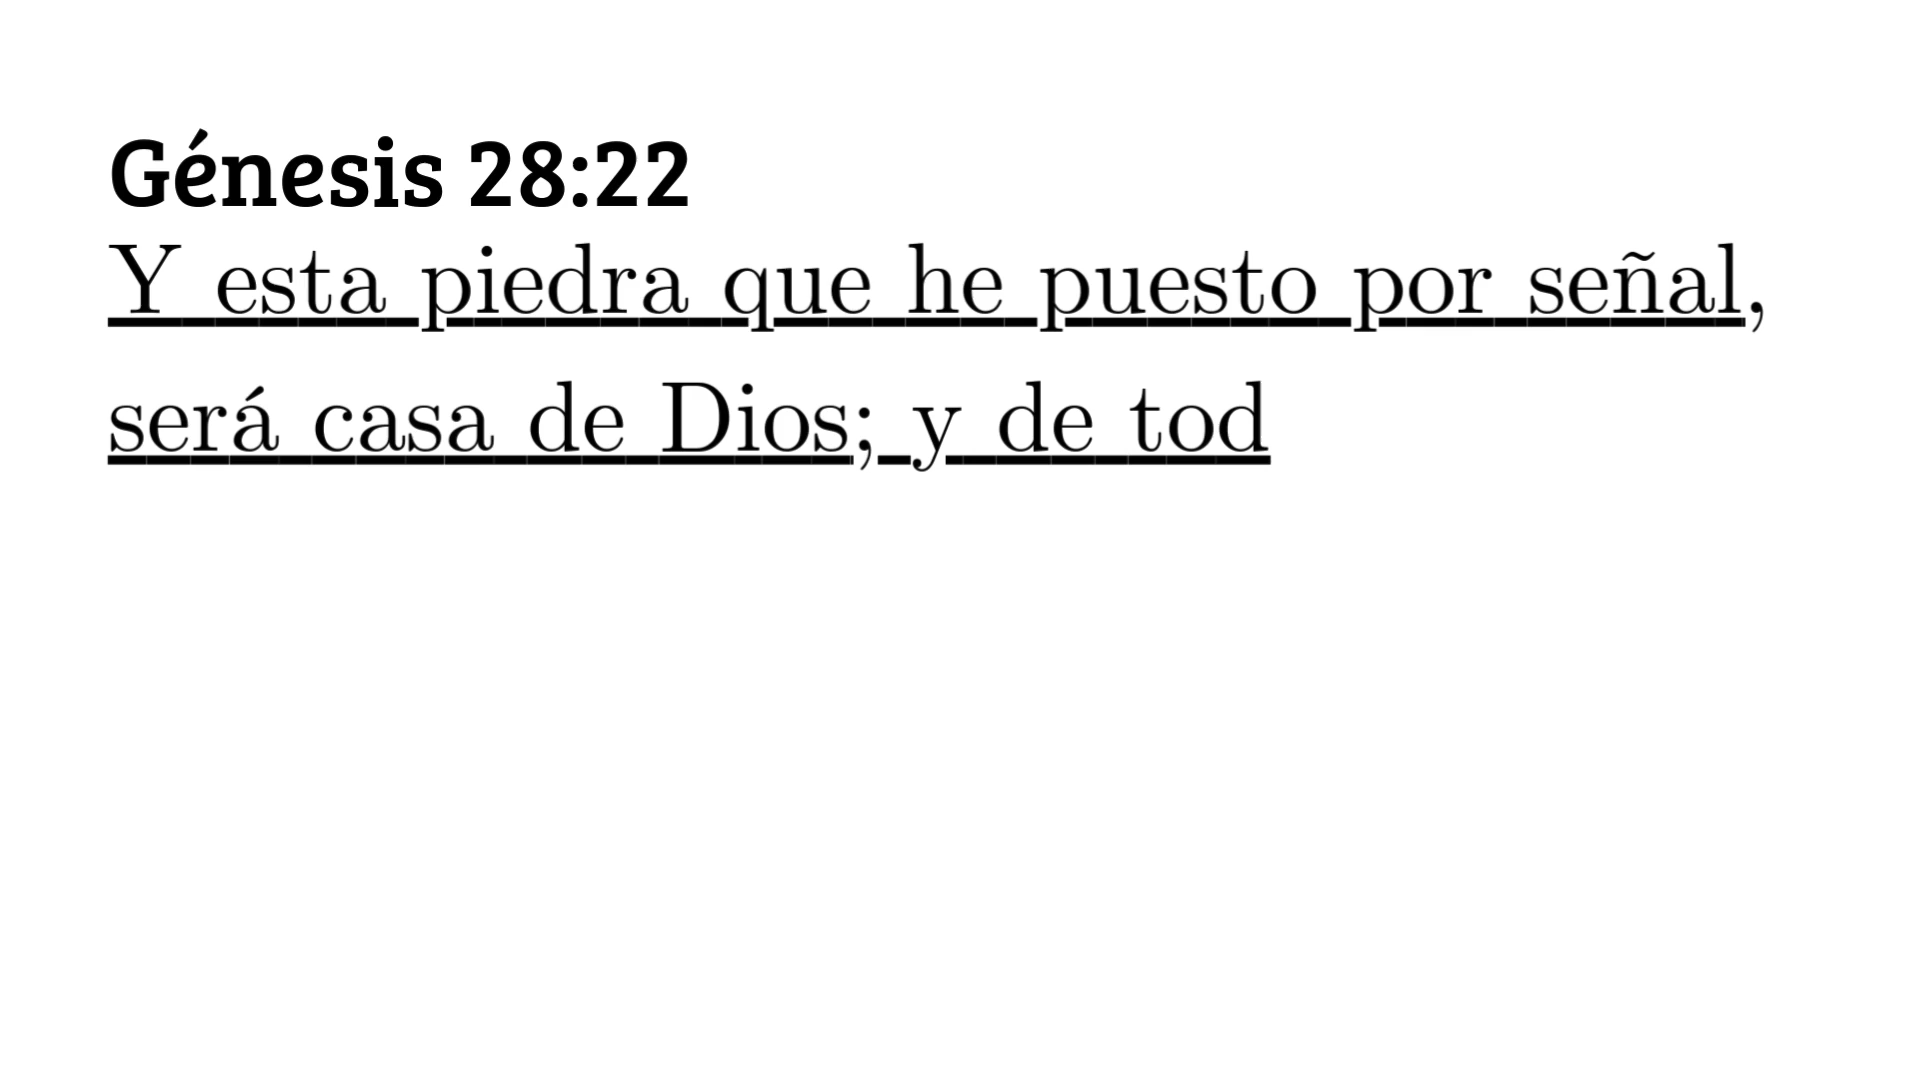 Génesis 28:22
Y esta piedra que he puesto por señal,
será casa de Dios; y de tod